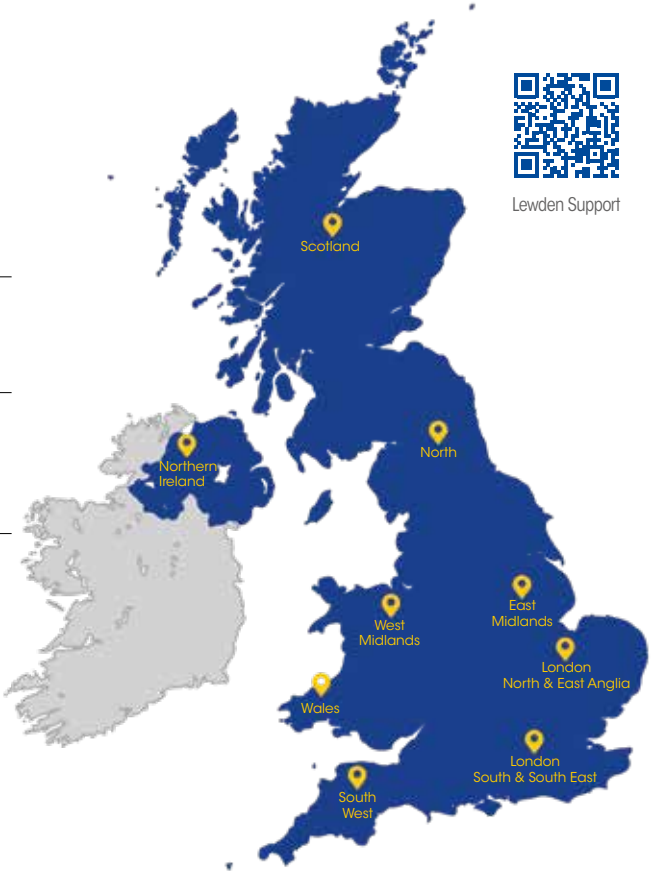 Lewden Support
Scotland
North
Northern
Ireland
East
Midlands
West
Midlands
London
North & East Anglia
Wales
London
South & South East
South
West